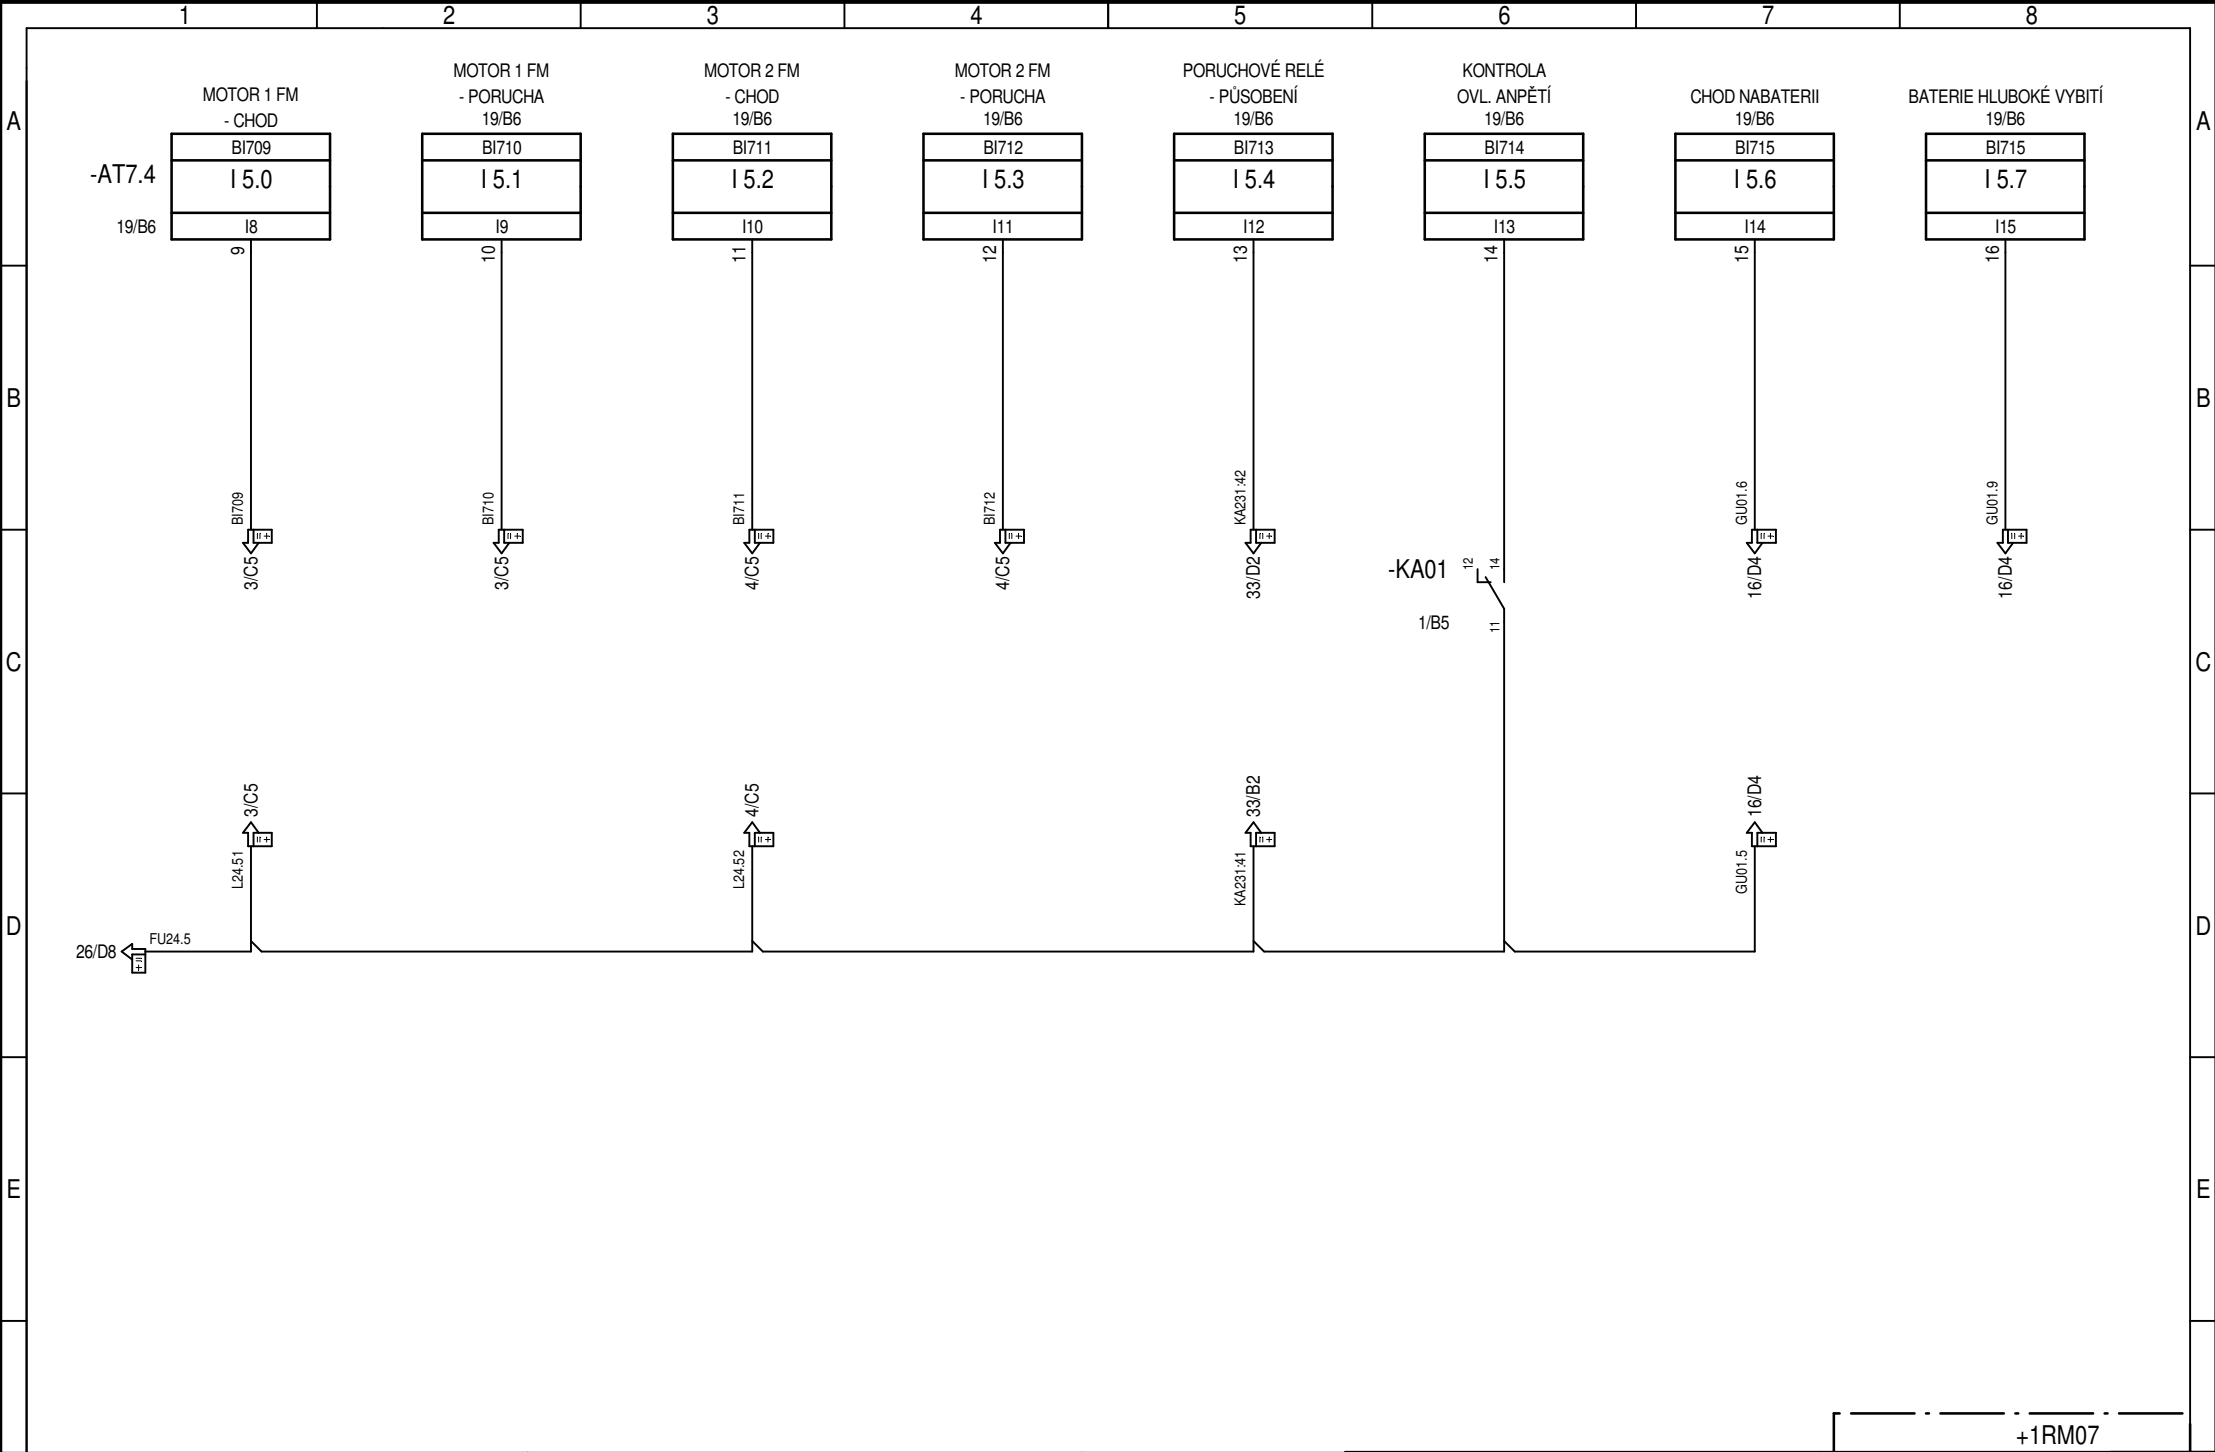 1 2 3 4 5 6 7 8
MOTOR 1 FM
- CHOD
MOTOR 1 FM
- PORUCHA
19/B6
MOTOR 2 FM
- CHOD
19/B6
MOTOR 2 FM
- PORUCHA
19/B6
PORUCHOVÉ RELÉ
- PŮSOBENÍ
19/B6
KONTROLA
OVL. ANPĚTÍ
19/B6
CHOD NABATERII
19/B6
BATERIE HLUBOKÉ VYBITÍ
19/B6
A A
BI709 BI710 BI711 BI712 BI713 BI714 BI715 BI715
-AT7.4 I 5.0 I 5.1 I 5.2 I 5.3 I 5.4 I 5.5 I 5.6 I 5.7
19/B6 I8 I9 I10 I11 I12 I13 I14 I15
9 10 11 12 13 14 15 16
B B
BI709 BI710 BI711 BI712 KA231:42 GU01.6 GU01.9
=+ =+ =+ =+ =+ =+ =+
3/C5 3/C5 4/C5 4/C5 33/D2 16/D4 16/D4
-KA01 12 14
1/B5 11
C C
3/C5 4/C5 33/B2 16/D4
=+ =+ =+ =+
L24.51 L24.52 KA231:41 GU01.5
D D
26/D8 FU24.5
=+
E E
+1RM07